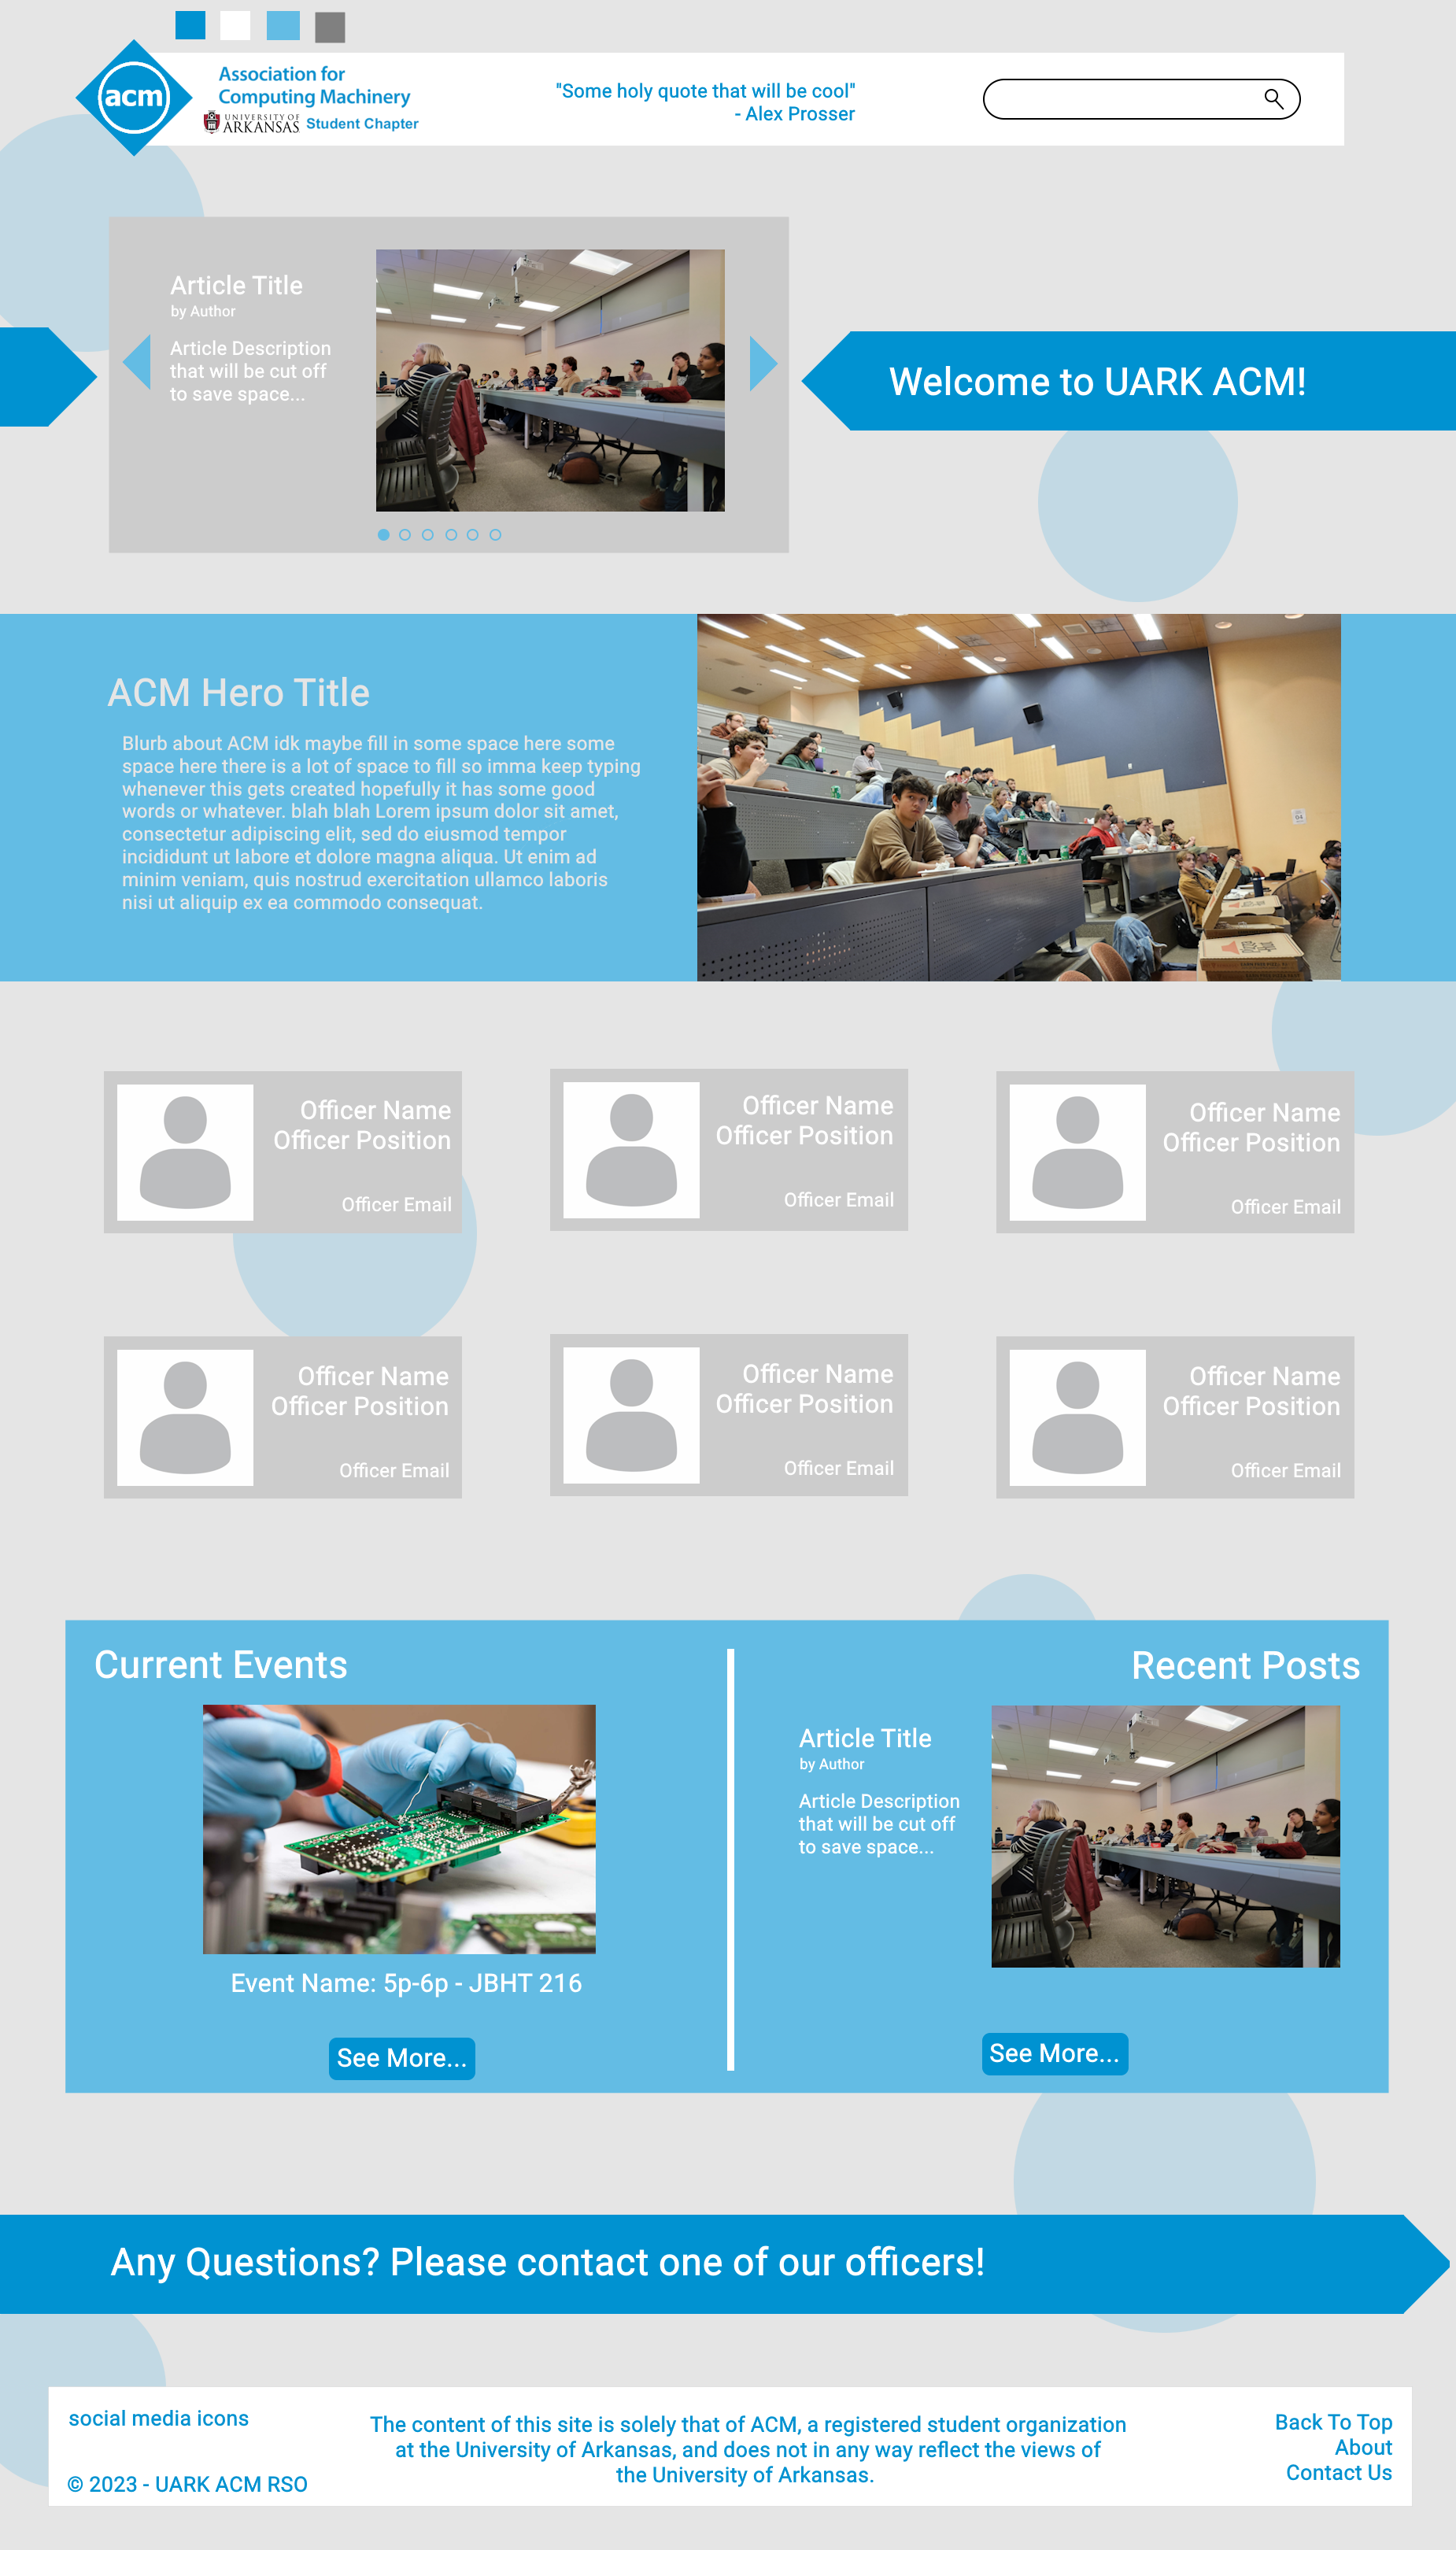 acm
Association for
Computing Machinery
UNIVERSITY OF
ARKANSAS Student Chapter
"Some holy quote that will be cool"
- Alex Prosser
Article Title
by Author
Article Description
that will be cut off
to save space...
Welcome to UARK ACM!
ACM Hero Title
Blurb about ACM idk maybe fill in some space here some
space here there is a lot of space to fill so imma keep typing
whenever this gets created hopefully it has some good
words or whatever. blah blah Lorem ipsum dolor sit amet,
consectetur adipiscing elit, sed do eiusmod tempor
incididunt ut labore et dolore magna aliqua. Ut enim ad
minim veniam, quis nostrud exercitation ullamco laboris
nisi ut aliquip ex ea commodo consequat.
Officer Name
Officer Position
Officer Email
Officer Name
Officer Position
Officer Email
Officer Name
Officer Position
Officer Email
Officer Name
Officer Position
Officer Email
Officer Name
Officer Position
Officer Email
Officer Name
Officer Position
Officer Email
Current Events
Event Name: 5p-6p - JBHT 216
See More...
Recent Posts
Article Title
by Author
Article Description
that will be cut off
to save space...
See More...
Any Questions? Please contact one of our officers!
social media icons
© 2023 - UARK ACM RSO
The content of this site is solely that of ACM, a registered student organization
at the University of Arkansas, and does not in any way reflect the views of
the University of Arkansas.
Back To Top
About
Contact Us